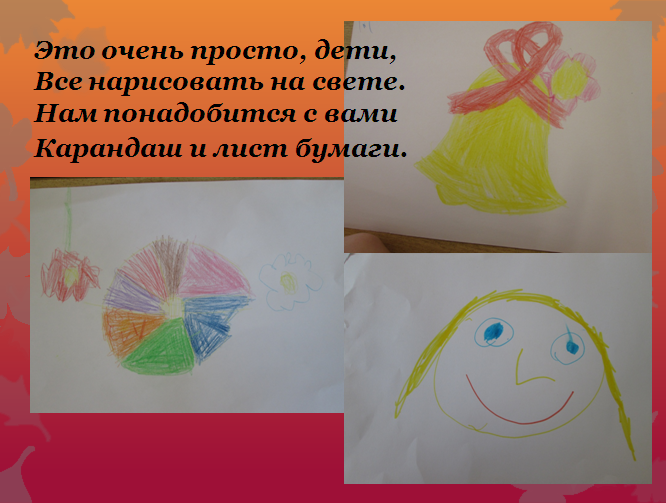 Это очень просто, дети,
Все нарисовать на свете.
Нам понадобится с вами
Карандаш и лист бумаги.